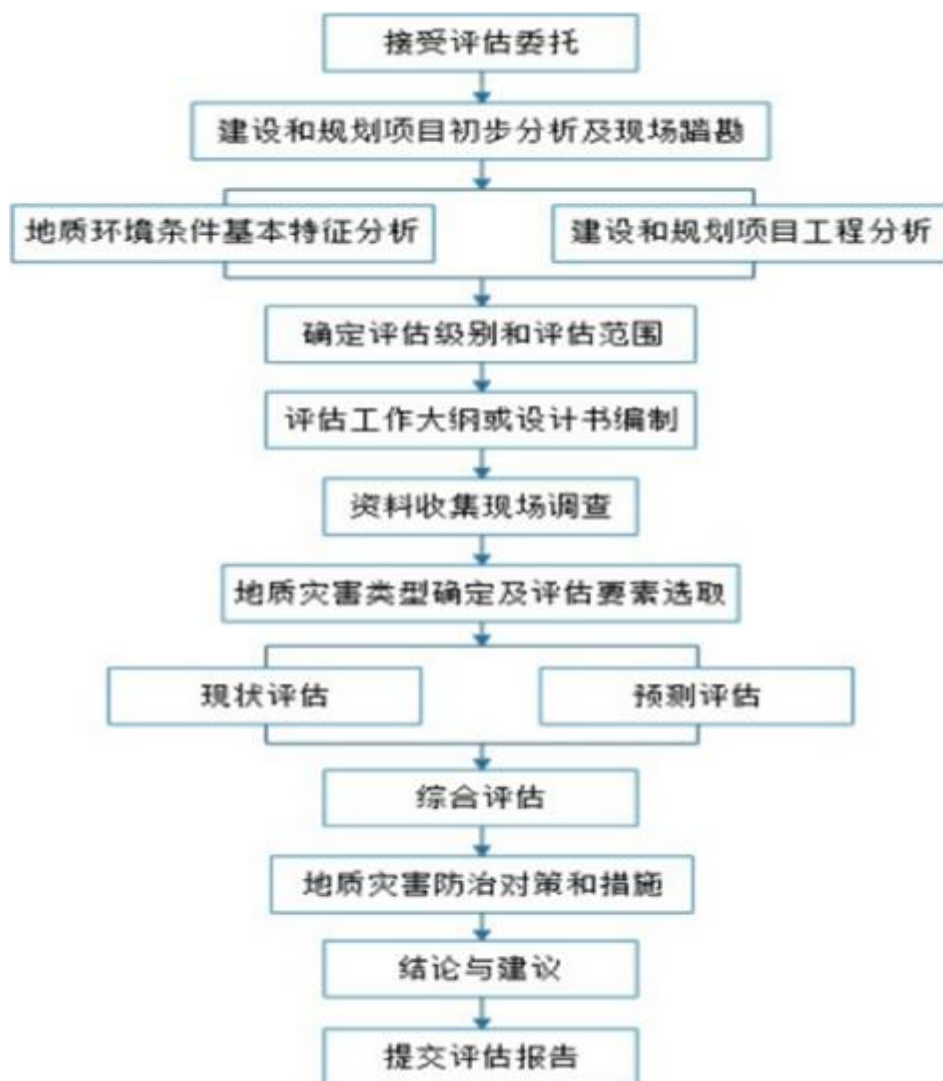 接受评估委托
建设和规划项目初步分析及现场踏勘
地质环境条件基本特征分析
建设和规划项目工程分析
确定评估级别和评估范围
评估工作大纲或设计书编制
资料收集现场调查
地质灾害类型确定及评估要素选取
现状评估
预测评估
综合评估
地质灾害防治对策和措施
结论与建议
提交评估报告